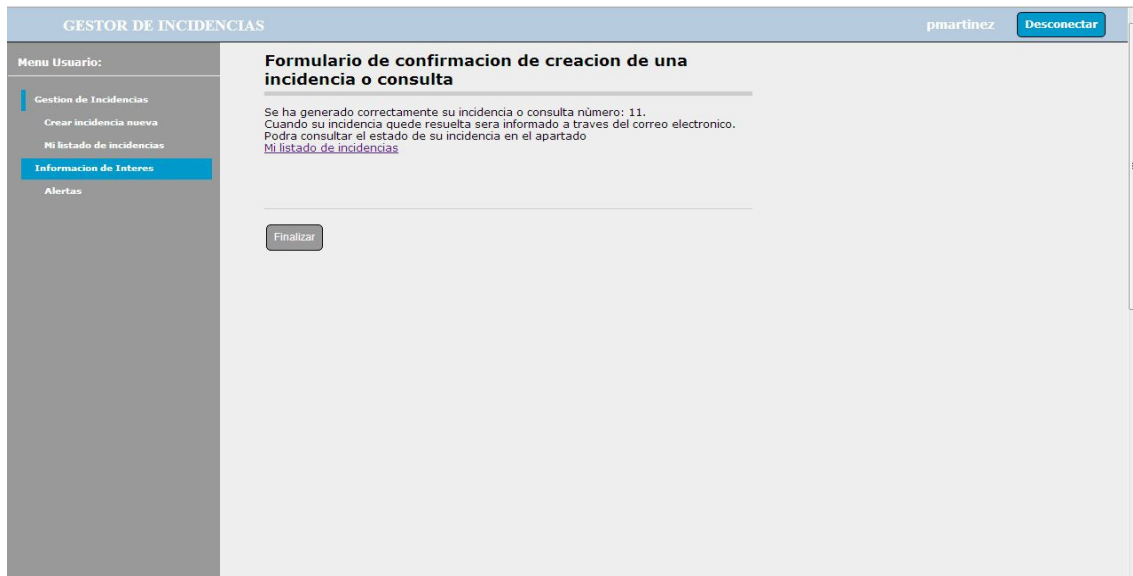 GESTOR DE INCIDENCIAS
pmartinez
Desconectar
Menu Usuario:
Gestion de Incidencias
Crear incidencia nueva
Mi listado de incidencias
Informacion de Interes
Alertas
Formulario de confirmacion de creacion de una
incidencia o consulta
Se ha generado correctamente su incidencia o consulta nùmero: 11.
Cuando su incidencia quede resuelta sera informado a traves del correo electronico.
Podra consultar el estado de su incidencia en el apartado
Mi listado de incidencias
Finalizar